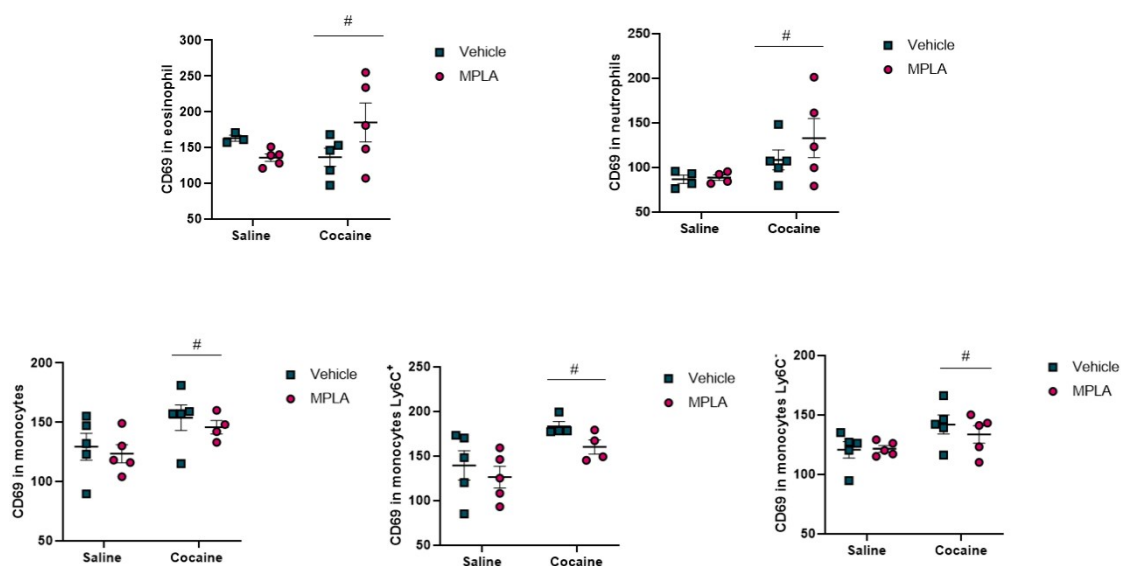 #
300
250
200
150
100
50
CD69 in eosinophil
Saline
Cocaine
Vehicle
MPLA
#
250
200
150
100
50
CD69 in neutrophils
Saline
Cocaine
Vehicle
MPLA
#
200
150
100
50
CD69 in monocytes
Saline
Cocaine
Vehicle
MPLA
#
250
200
150
100
50
CD69 in monocytes Ly6C⁺
Saline
Cocaine
Vehicle
MPLA
#
200
150
100
50
CD69 in monocytes Ly6C⁻
Saline
Cocaine
Vehicle
MPLA